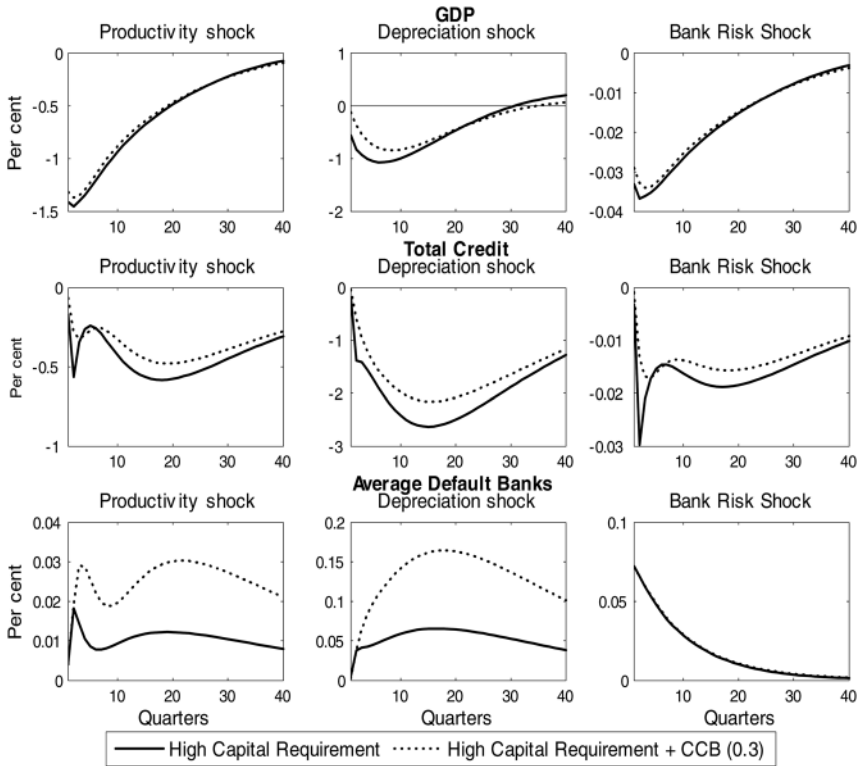 GDP
Productivity shock Depreciation shock Bank Risk Shock
0 1 0
-0.5 0 -0.01
-1 -1 -0.02
-0.03
-1.5 -2 -0.04
Per cent
10 20 30 40 10 20 30 40 10 20 30 40
Total Credit
Productivity shock Depreciation shock Bank Risk Shock
0 0 0
-0.5 -1 -0.01
-2 -0.02
-1 -3 -0.03
Per cent
10 20 30 40 10 20 30 40 10 20 30 40
Average Default Banks
Productivity shock Depreciation shock Bank Risk Shock
0.04 0.2 0.1
0.03 0.15
0.02 0.1 0.05
0.01 0.05
0 0 0
Per cent
10 20 30 40 10 20 30 40 10 20 30 40
Quarters Quarters Quarters
High Capital Requirement High Capital Requirement + CCB (0.3)